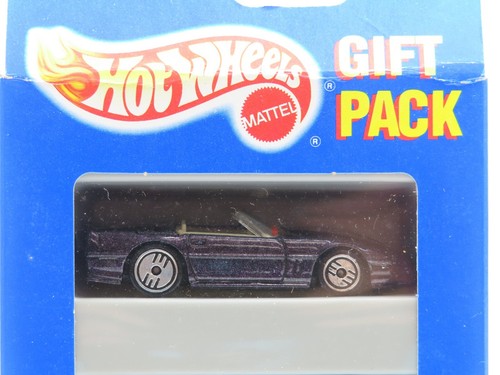 HOT WHEELS
®
MATTEL
®
GIFT
PACK